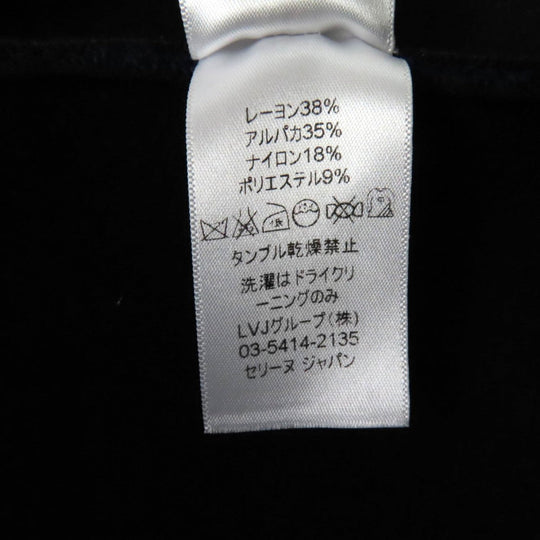 レーヨン38%
アルパカ35%
ナイロン18%
ポリエステル9%
タンブル乾燥禁止
洗濯はドライクリ
ーニングのみ
LVJグループ(株)
03-5414-2135
セリーヌ ジャパン